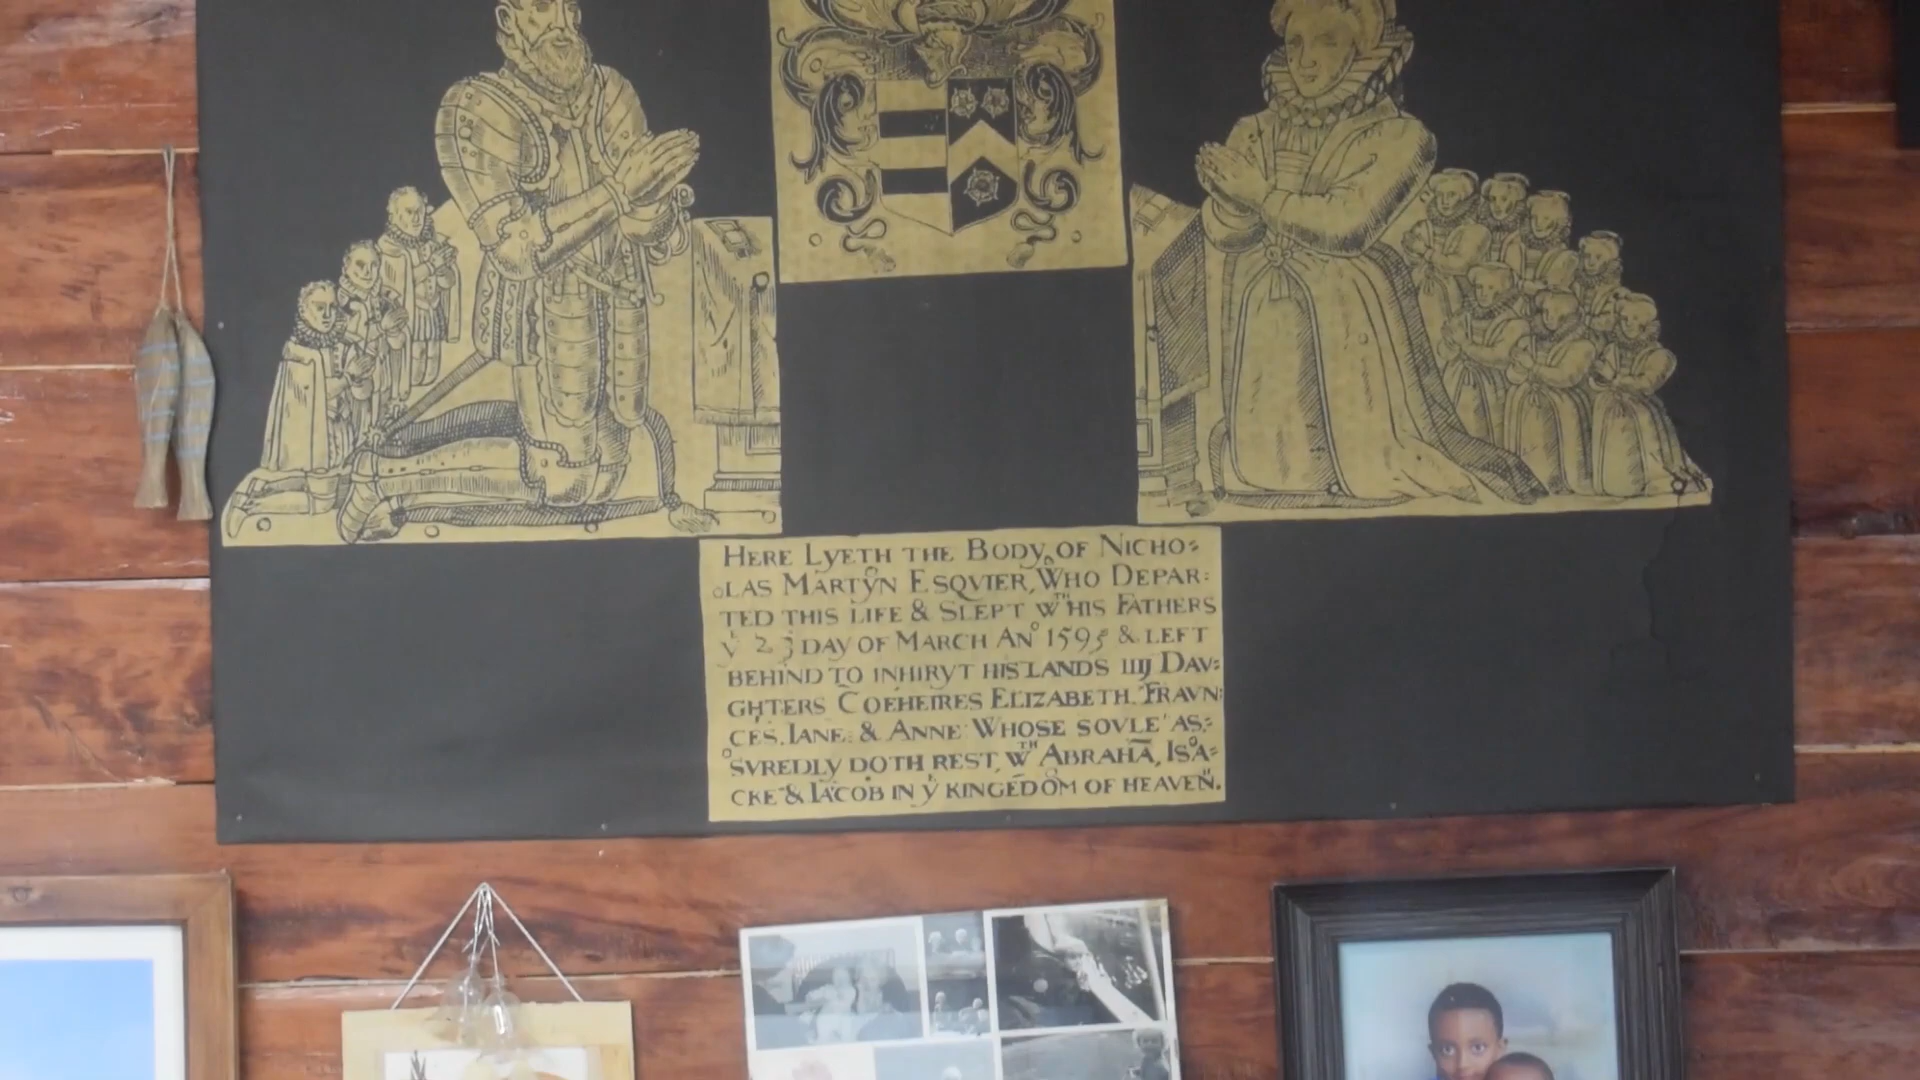 HERE LYETH THE BODY OF NICHO=
LAS MARTYN ESQVIER, WHO DEPAR:
TED THIS LIFE & SLEPT Wᵀᴴ HIS FATHERS
yᴱ 23 DAY OF MARCH ANº 1595 & LEFT
BEHIND TO INHIRYT HIS LANDS IIIJ DAV:
GHTERS COEHEIRES ELIZABETH. FRAVN:
CES. IANE: & ANNE WHOSE SOVLE AS:
SVREDLY DOTH REST Wᵀᴴ ABRAHĀ, ISA=
CKE & IACOB IN yᴱ KINGEDOM OF HEAVEN.